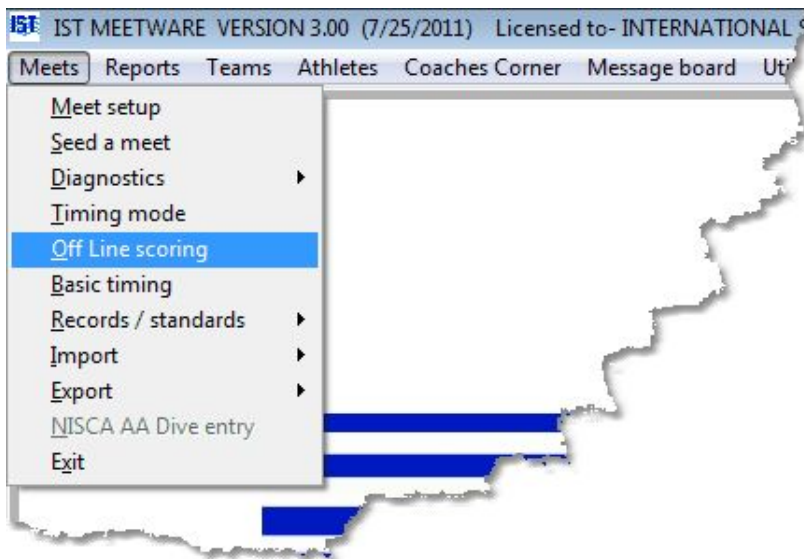 IST IST MEETWARE VERSION 3.00 (7/25/2011) Licensed to- INTERNATIONAL
Meets Reports Teams Athletes Coaches Corner Message board
Meet setup
Seed a meet
Diagnostics
Timing mode
Off Line scoring
Basic timing
Records / standards
Import
Export
NISCA AA Dive entry
Exit